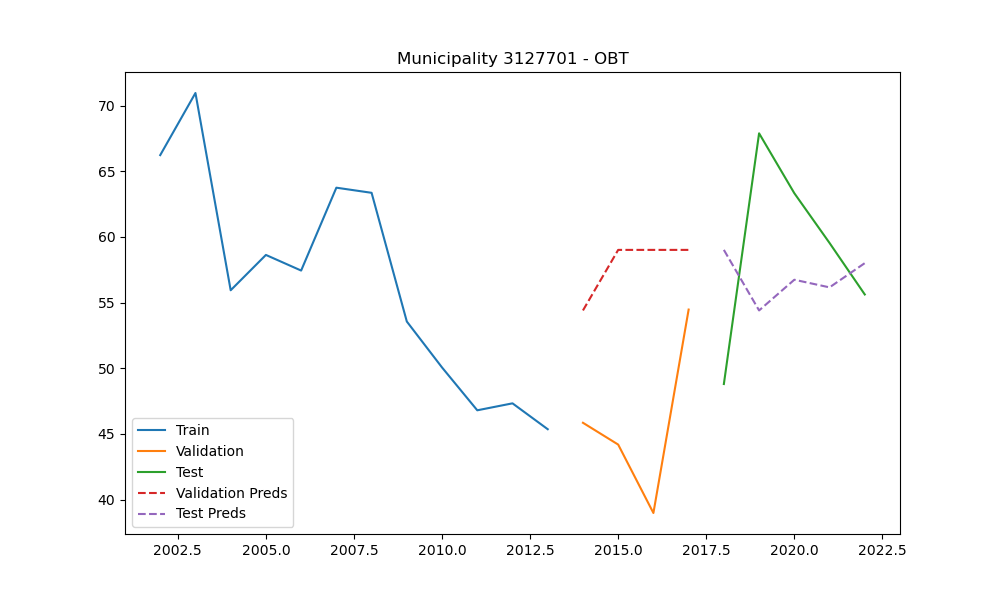 Municipality 3127701 - OBT
70
65
60
55
50
45
40
Train
Validation
Test
Validation Preds
Test Preds
2002.5 2005.0 2007.5 2010.0 2012.5 2015.0 2017.5 2020.0 2022.5